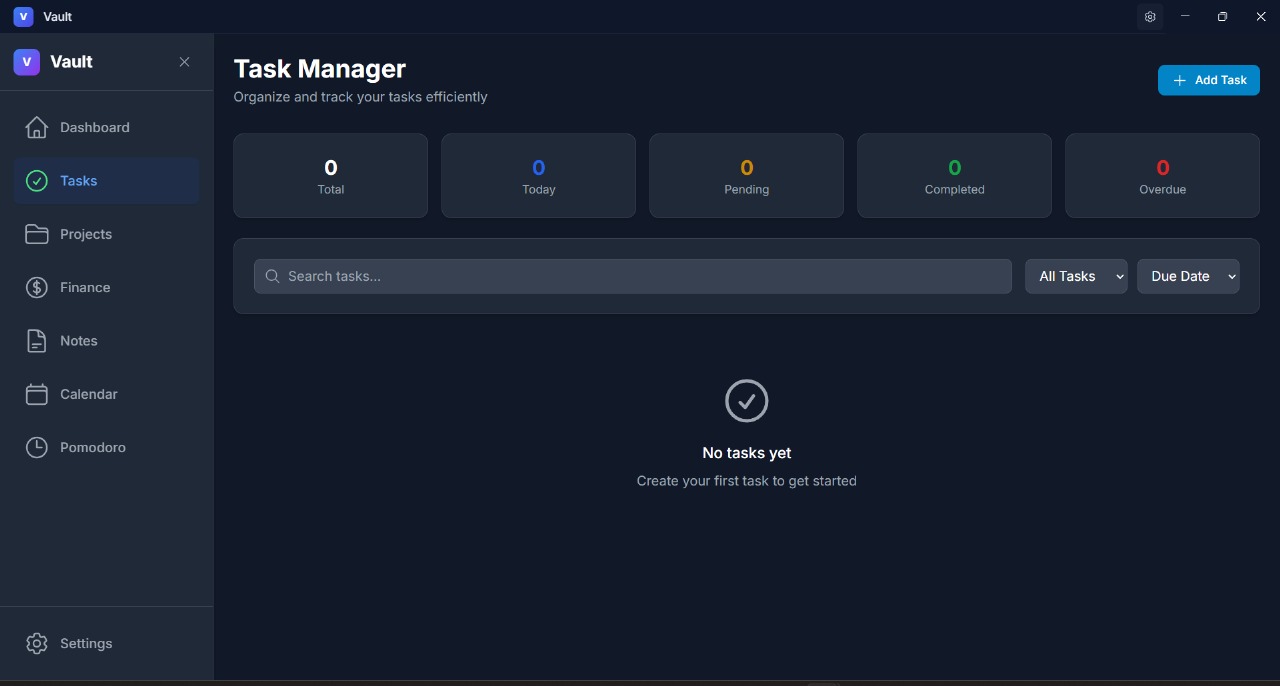 V Vault
V Vault
Dashboard
Tasks
Projects
Finance
Notes
Calendar
Pomodoro
Settings
Task Manager
Organize and track your tasks efficiently
Add Task
0
Total
0
Today
0
Pending
0
Completed
0
Overdue
Search tasks...
All Tasks
Due Date
No tasks yet
Create your first task to get started